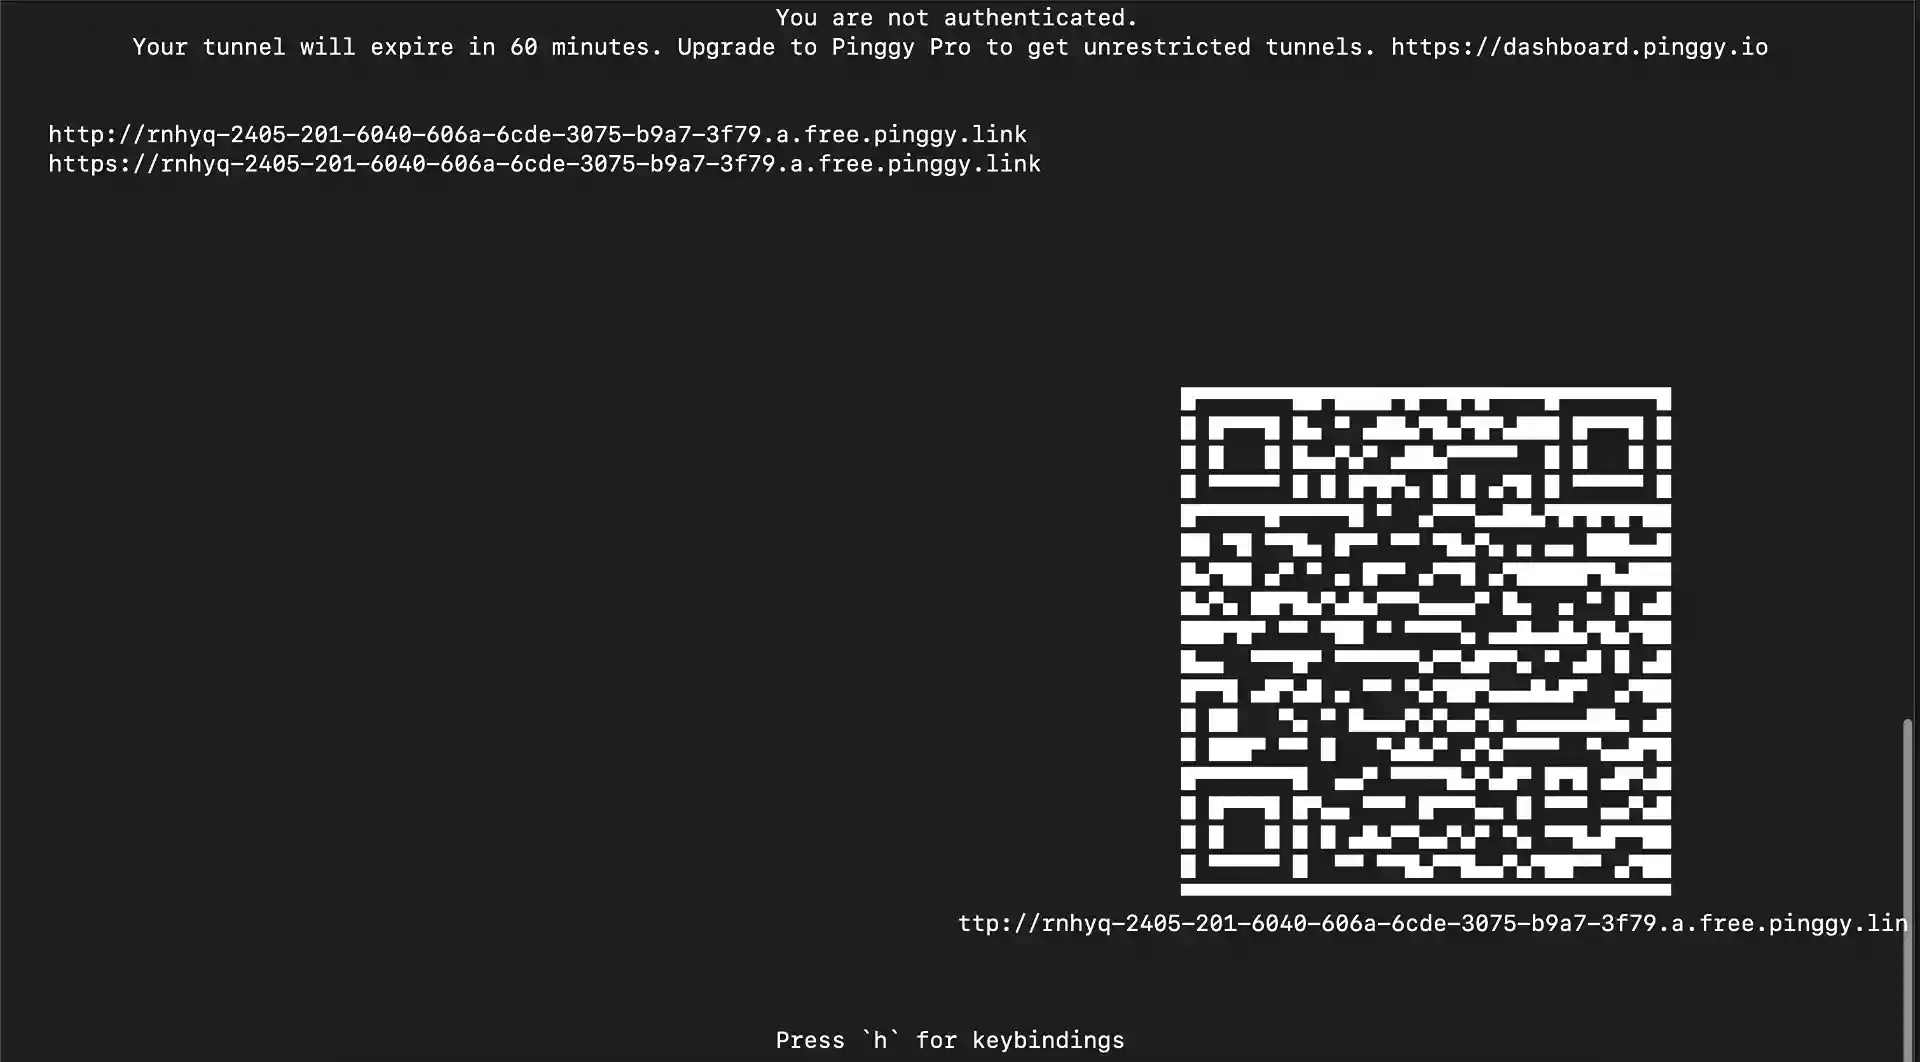 You are not authenticated.
Your tunnel will expire in 60 minutes. Upgrade to Pinggy Pro to get unrestricted tunnels. https://dashboard.pinggy.io
http://rnhyq-2405-201-6040-606a-6cde-3075-b9a7-3f79.a.free.pinggy.link
https://rnhyq-2405-201-6040-606a-6cde-3075-b9a7-3f79.a.free.pinggy.link
ttp://rnhyq-2405-201-6040-606a-6cde-3075-b9a7-3f79.a.free.pinggy.lin
Press `h` for keybindings